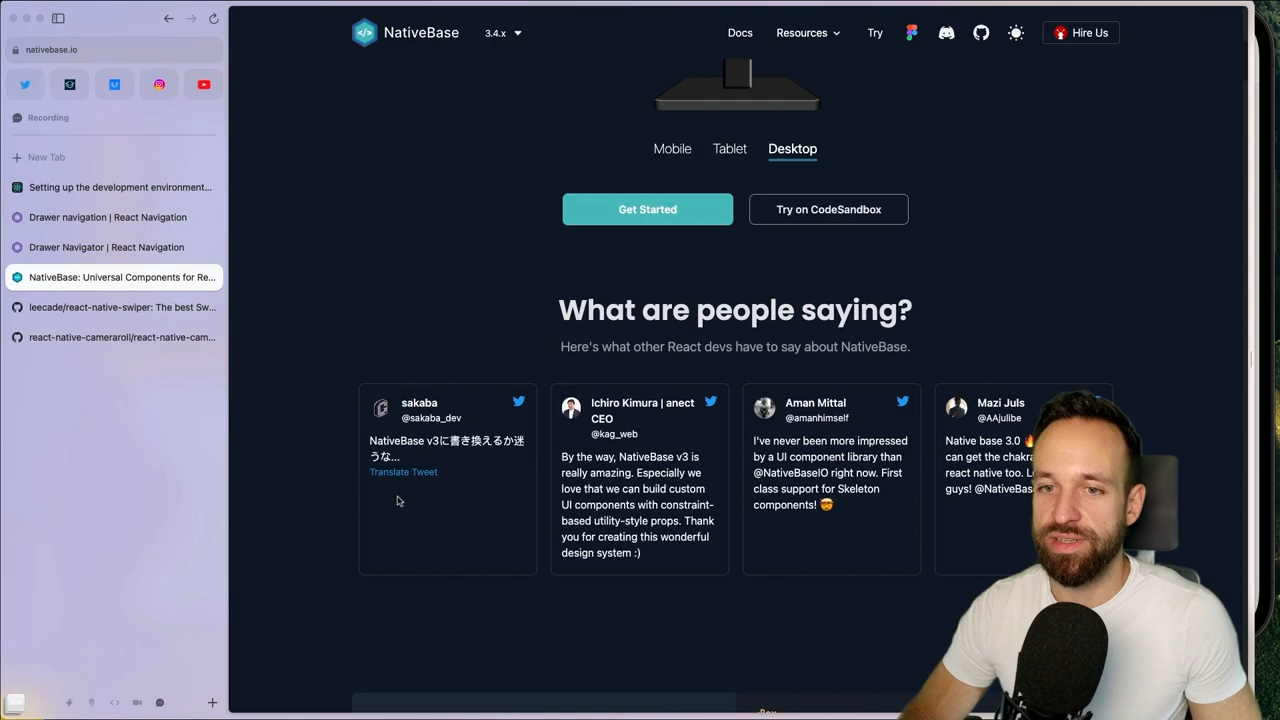 nativebase.io
Recording
New Tab
Setting up the development environment...
Drawer navigation | React Navigation
Drawer Navigator | React Navigation
NativeBase: Universal Components for Re...
leecade/react-native-swiper: The best Sw...
react-native-cameraroll/react-native-cam...
NativeBase
3.4.x
Docs
Resources
Try
Hire Us
Mobile
Tablet
Desktop
Get Started
Try on CodeSandbox
What are people saying?
Here's what other React devs have to say about NativeBase.
sakaba
@sakaba_dev
NativeBase v3に書き換えるか迷
うな...
Translate Tweet
Ichiro Kimura | anect
CEO
@kag_web
By the way, NativeBase v3 is
really amazing. Especially we
love that we can build custom
UI components with constraint-
based utility-style props. Thank
you for creating this wonderful
design system :)
Aman Mittal
@amanhimself
I've never been more impressed
by a UI component library than
@NativeBaseIO right now. First
class support for Skeleton
components! 🤯
Mazi Juls
@AAjulibe
Native base 3.0 🔥
can get the chakra
react native too.
guys! @NativeBas